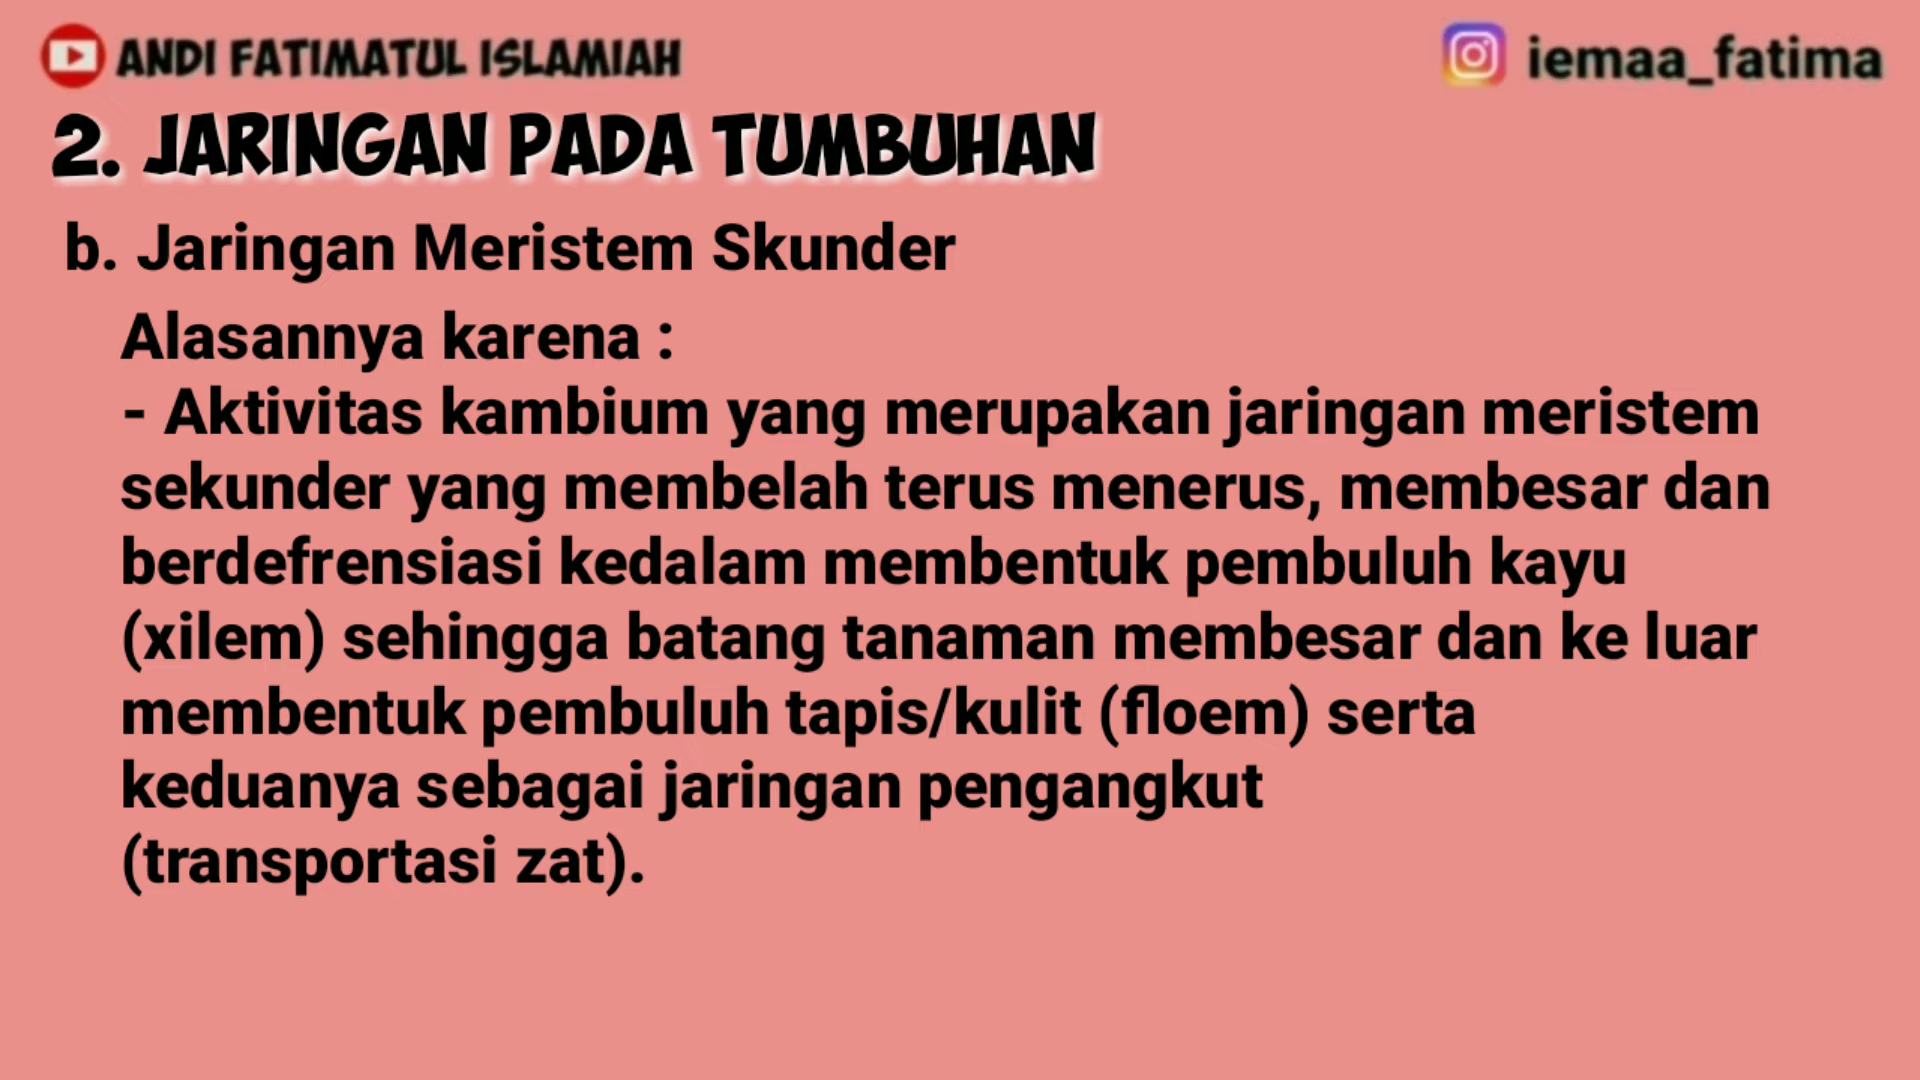 ANDI FATIMATUL ISLAMIAH
iemaa_fatima
2. JARINGAN PADA TUMBUHAN
b. Jaringan Meristem Skunder
Alasannya karena :
- Aktivitas kambium yang merupakan jaringan meristem
sekunder yang membelah terus menerus, membesar dan
berdefrensiasi kedalam membentuk pembuluh kayu
(xilem) sehingga batang tanaman membesar dan ke luar
membentuk pembuluh tapis/kulit (floem) serta
keduanya sebagai jaringan pengangkut
(transportasi zat).